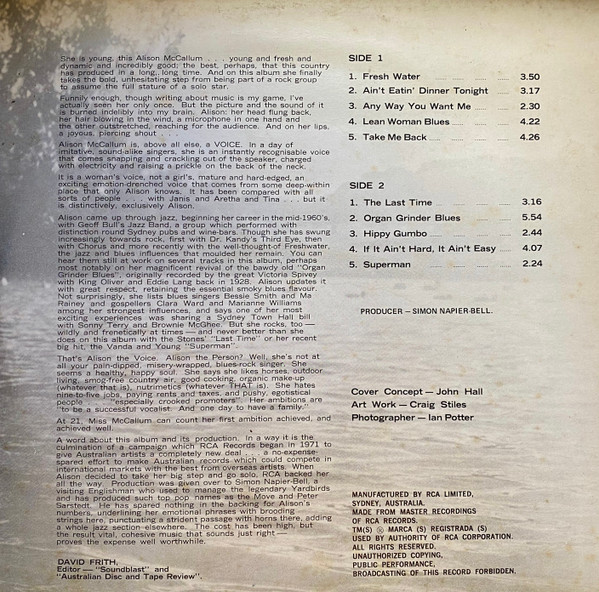 She is young, this Alison McCallum . . . young and fresh and
dynamic and incredibly good; the best, perhaps, that this country
has produced in a long, long time. And on this album she finally
takes the bold, unhesitating step from being part of a rock group
to assume the full stature of a solo star.
Funnily enough, though writing about music is my game, I've
actually seen her only once. But the picture and the sound of it
is burned indelibly into my brain. Alison: her head flung back,
her hair blowing in the wind, a microphone in one hand and
the other outstretched, reaching for the audience. And on her lips,
a joyous, piercing shout . . .
Alison McCallum is, above all else, a VOICE. In a day of
imitative, sound-alike singers, she is an instantly recognisable voice
that comes snapping and crackling out of the speaker, charged
with electricity and raising a prickle on the back of the neck.
It is a woman's voice, not a girl's, mature and hard-edged, an
exciting emotion-drenched voice that comes from some deep-within
place that only Alison knows. It has been compared with all
sorts of people . . . with Janis and Aretha and Tina . . . but it
is distinctively, exclusively Alison.
Alison came up through jazz, beginning her career in the mid-1960's,
with Geoff Bull's Jazz Band, a group which performed with
distinction round Sydney pubs and wine-bars. Though she has swung
increasingly towards rock, first with Dr. Kandy's Third Eye, then
with Chorus and more recently with the well-thought-of Freshwater,
the jazz and blues influences that moulded her remain. You can
hear them still at work on several tracks in this album, perhaps
most notably on her magnificent revival of the bawdy old "Organ
Grinder Blues", originally recorded by the great Victoria Spivey
with King Oliver and Eddie Lang back in 1928. Alison updates it
with great respect, retaining the essential smoky blues flavour.
Not surprisingly, she lists blues singers Bessie Smith and Ma
Rainey and gospellers Clara Ward and Marianne Williams
among her strongest influences, and says one of her most
exciting experiences was sharing a Sydney Town Hall bill
with Sonny Terry and Brownie McGhee. But she rocks, too —
wildly and frenetically at times — and never better than she
does on this album with the Stones' "Last Time" or her recent
big hit, the Vanda and Young "Superman".
That's Alison the Voice. Alison the Person? Well, she's not at
all your pain-dipped, misery-wrapped, blues-rock singer. She
seems a healthy, happy soul. She says she likes horses, outdoor
living, smog-free country air, good cooking, organic make-up
(whatever that is), nutrimetics (whatever THAT is). She hates
nine-to-five jobs, paying rents and taxes, and pushy, egotistical
people . . . "especially crooked promoters". Her ambitions are
"to be a successful vocalist. And one day to have a family."
At 21, Miss McCallum can count her first ambition achieved, and
achieved well.
A word about this album and its production. In a way it is the
culmination of a campaign which RCA Records began in 1971 to
give Australian artists a completely new deal . . . a no-expense-
spared effort to make Australian records which could compete in
international markets with the best from overseas artists. When
Alison decided to take her big step and go solo, RCA backed her
all the way. Production was given over to Simon Napier-Bell, a
visiting Englishman who used to manage the legendary Yardbirds
and has produced such top pop names as the Move and Peter
Sarstedt. He has spared nothing in the backing for Alison's
numbers, underlining her emotional phrases with brooding
strings here, punctuating a strident passage with horns there, adding
a whole jazz section elsewhere. The cost has been high, but
the result vital, cohesive music that sounds just right —
proves the expense well worthwhile.
DAVID FRITH,
Editor — "Soundblast" and
"Australian Disc and Tape Review".
SIDE 1
1. Fresh Water 3.50
2. Ain't Eatin' Dinner Tonight 3.17
3. Any Way You Want Me 2.30
4. Lean Woman Blues 4.22
5. Take Me Back 4.26
SIDE 2
1. The Last Time 3.16
2. Organ Grinder Blues 5.54
3. Hippy Gumbo 2.44
4. If It Ain't Hard, It Ain't Easy 4.07
5. Superman 2.24
PRODUCER — SIMON NAPIER-BELL.
Cover Concept — John Hall
Art Work — Craig Stiles
Photographer — Ian Potter
MANUFACTURED BY RCA LIMITED,
SYDNEY, AUSTRALIA.
MADE FROM MASTER RECORDINGS
OF RCA RECORDS.
TM(S) ® MARCA (S) REGISTRADA (S)
USED BY AUTHORITY OF RCA CORPORATION.
ALL RIGHTS RESERVED.
UNAUTHORIZED COPYING,
PUBLIC PERFORMANCE,
BROADCASTING OF THIS RECORD FORBIDDEN.